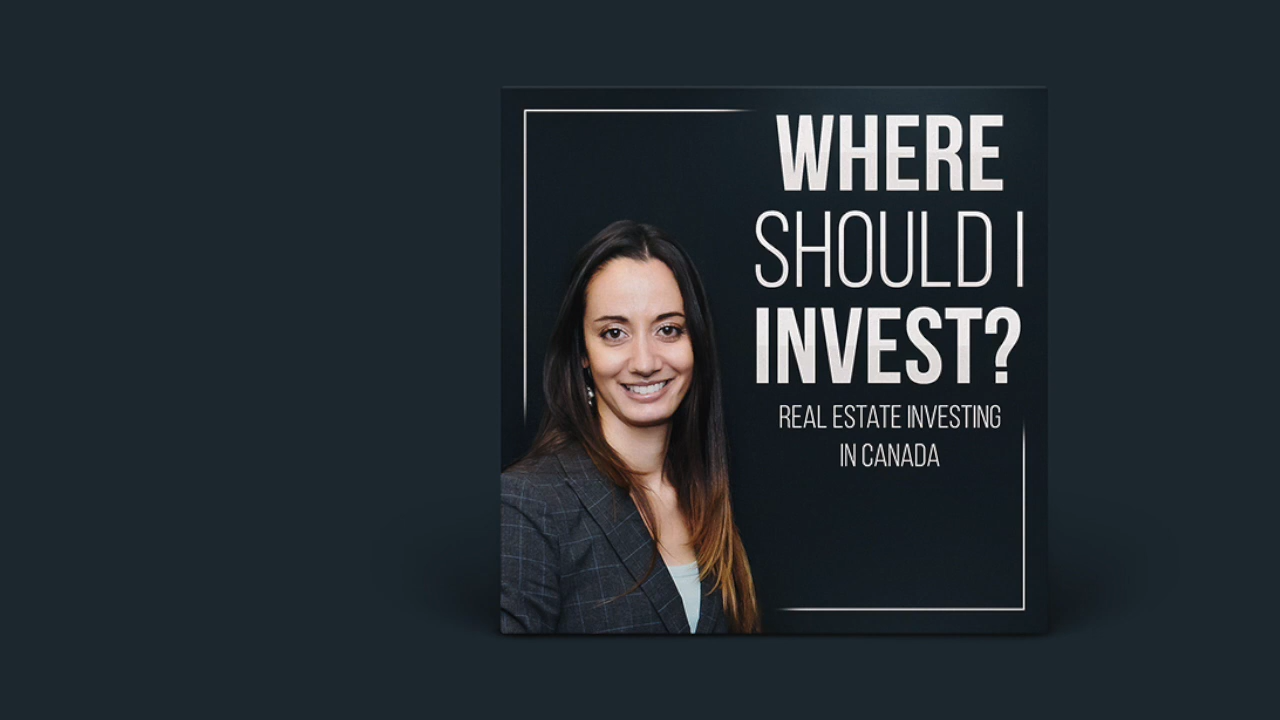 WHERE
SHOULD I
INVEST?
REAL ESTATE INVESTING
IN CANADA